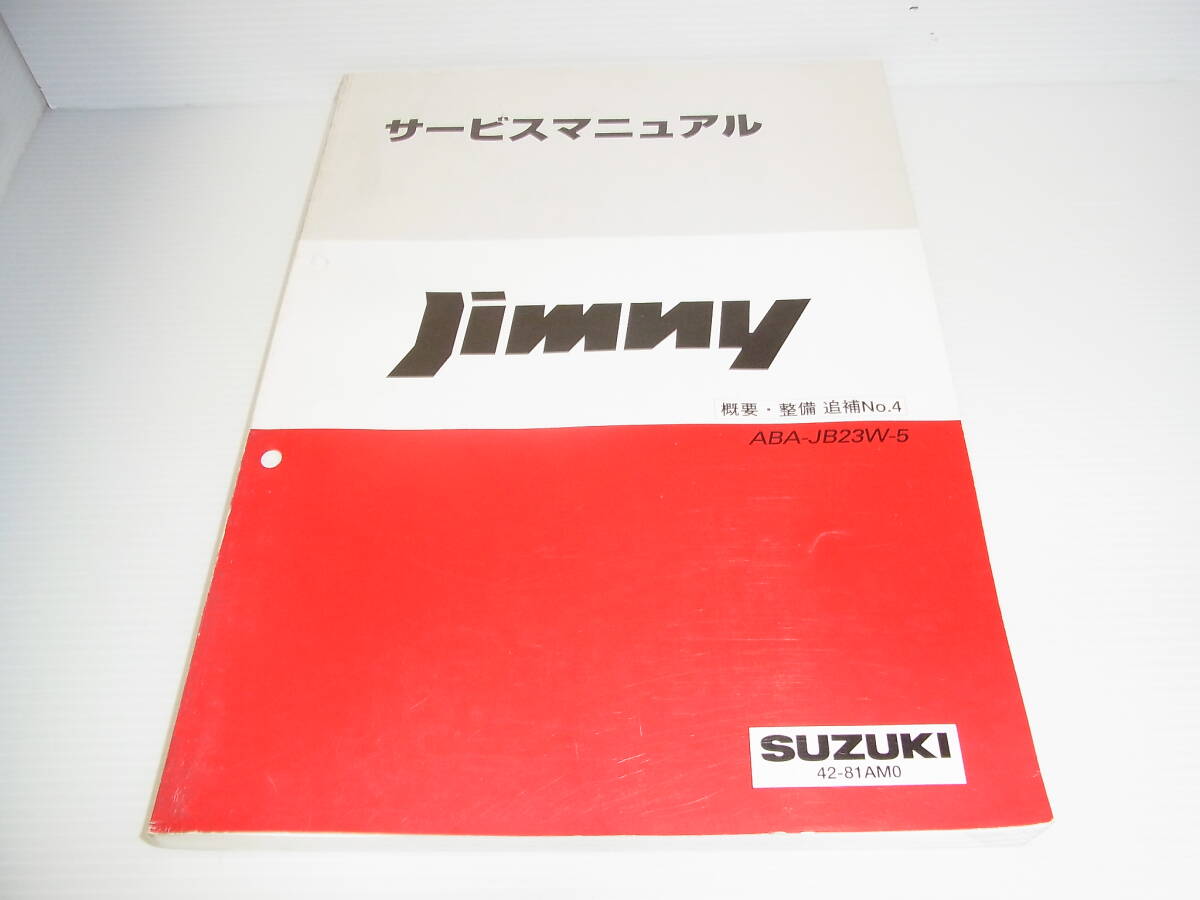 サービスマニュアル
Jimny
概要・整備 追補No.4
ABA-JB23W-5
SUZUKI
42-81AM0